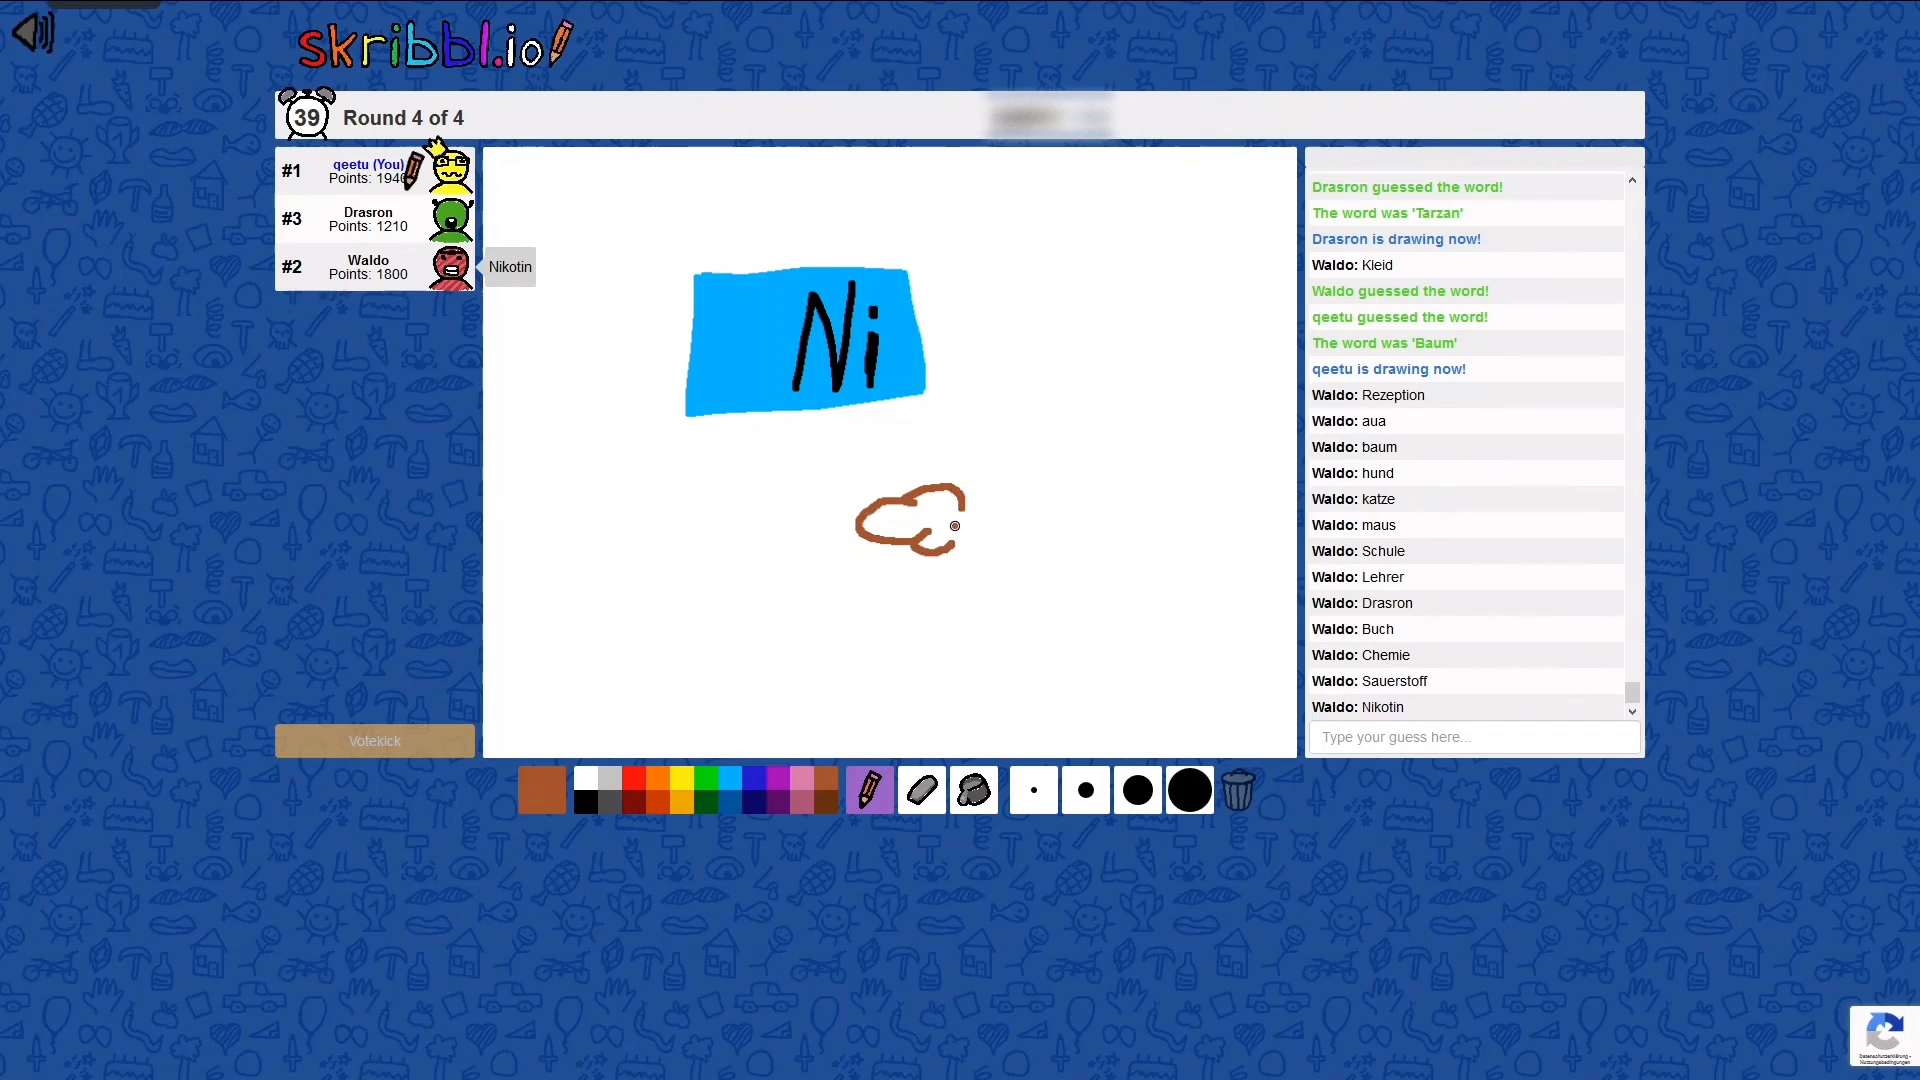 skribbl.io
39
Round 4 of 4
#1
qeetu (You)
Points: 1940
#3
Drasron
Points: 1210
#2
Waldo
Points: 1800
Nikotin
Ni
Votekick
Drasron guessed the word!
The word was 'Tarzan'
Drasron is drawing now!
Waldo: Kleid
Waldo guessed the word!
qeetu guessed the word!
The word was 'Baum'
qeetu is drawing now!
Waldo: Rezeption
Waldo: aua
Waldo: baum
Waldo: hund
Waldo: katze
Waldo: maus
Waldo: Schule
Waldo: Lehrer
Waldo: Drasron
Waldo: Buch
Waldo: Chemie
Waldo: Sauerstoff
Waldo: Nikotin
Type your guess here...
Datenschutzerklärung -
Nutzungsbedingungen